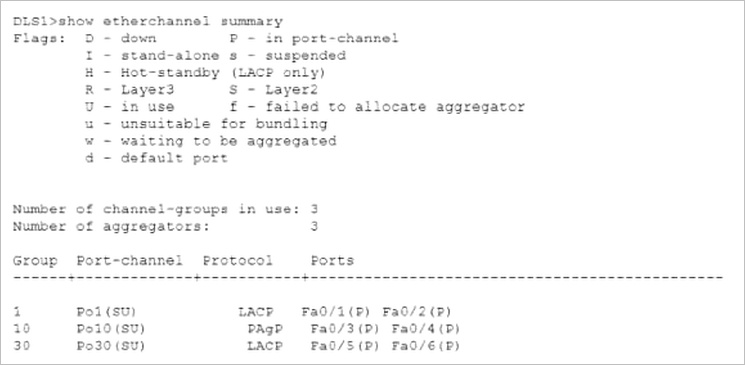 DLS1>show etherchannel summary
Flags:  D - down        P - in port-channel
        I - stand-alone s - suspended
        H - Hot-standby (LACP only)
        R - Layer3      S - Layer2
        U - in use      f - failed to allocate aggregator
        u - unsuitable for bundling
        w - waiting to be aggregated
        d - default port
Number of channel-groups in use: 3
Number of aggregators:           3
Group  Port-channel  Protocol    Ports
------+-------------+-----------+-----------------------------------------------
1      Po1(SU)         LACP   Fa0/1(P) Fa0/2(P)
10     Po10(SU)        PAgP   Fa0/3(P) Fa0/4(P)
30     Po30(SU)        LACP   Fa0/5(P) Fa0/6(P)